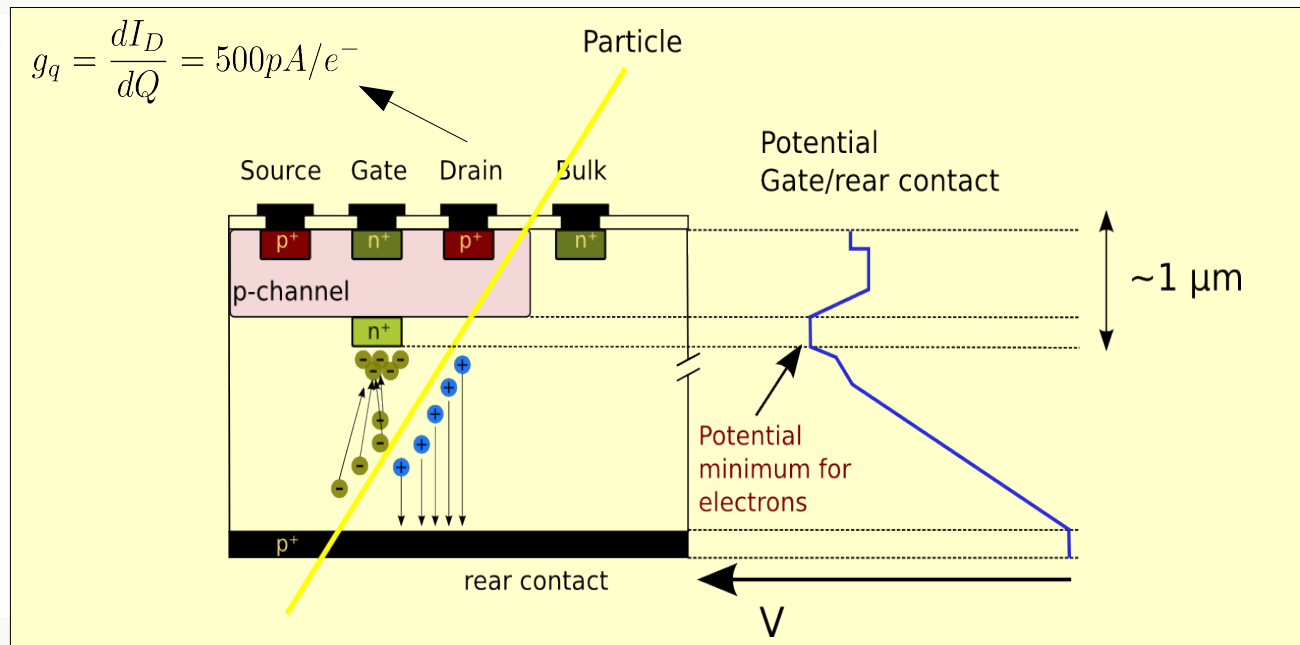 g_q = dI_D/dQ = 500pA/e⁻
Particle
Source Gate Drain Bulk
Potential
Gate/rear contact
p⁺ n⁺ p⁺ n⁺
~1 μm
p-channel
n⁺
- - - - -
+
+
- +
- +
- +
-
Potential
minimum for
electrons
p⁺
rear contact
V